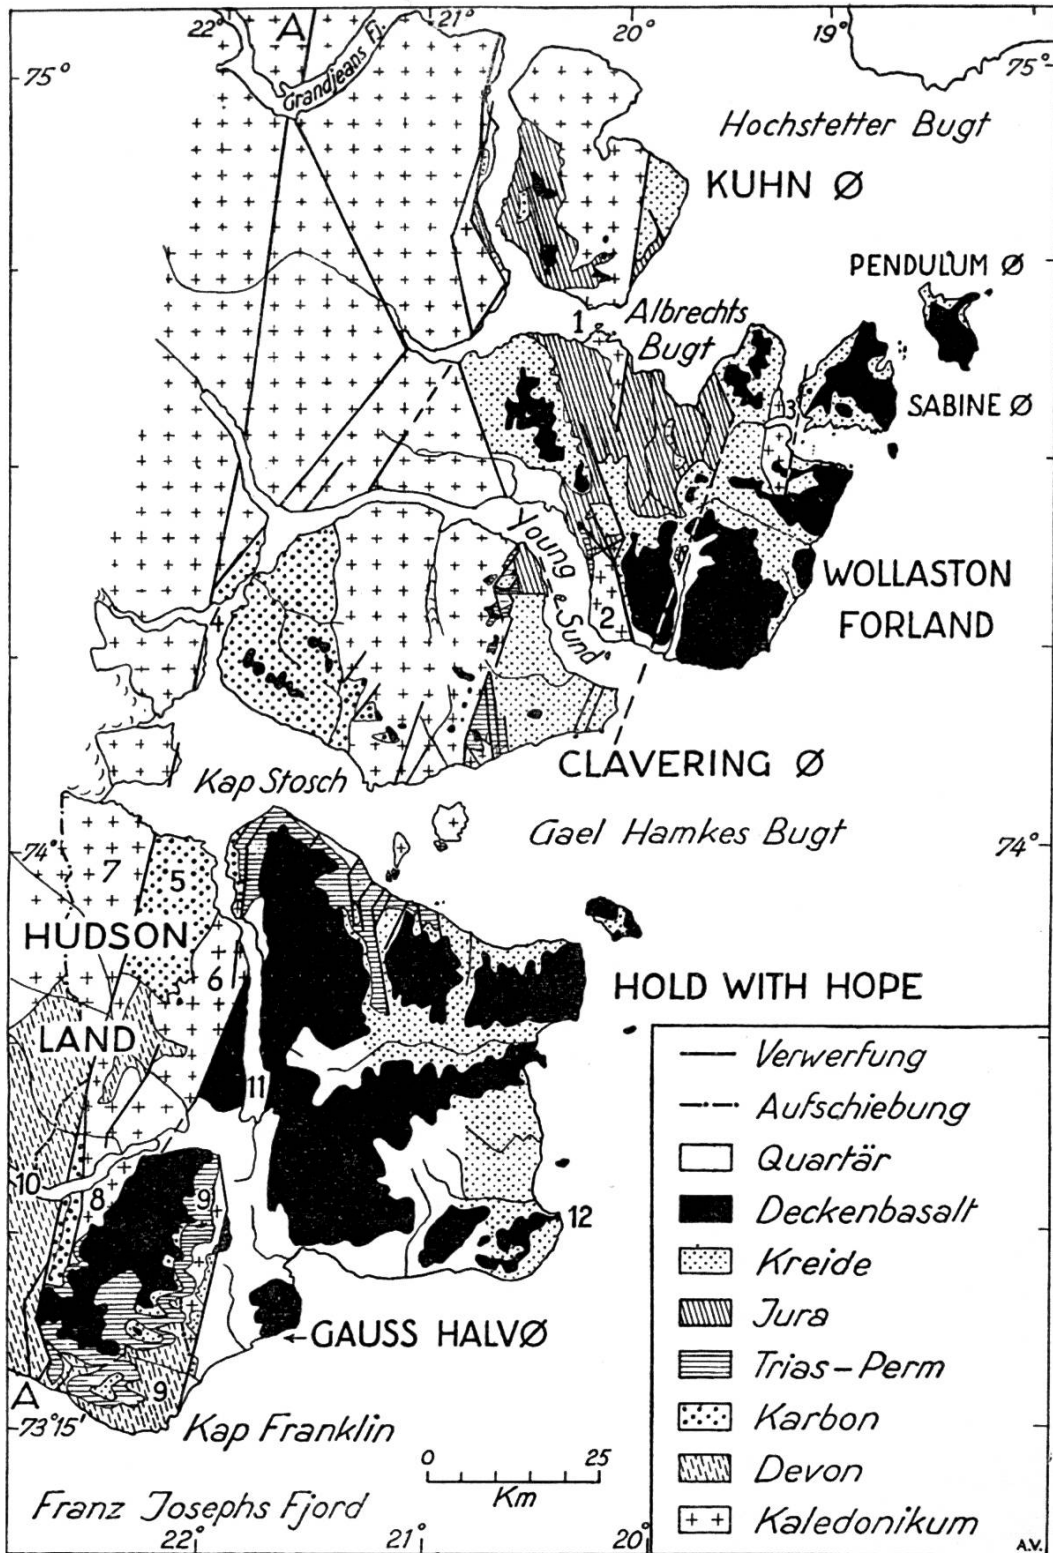 22°
A
21°
20°
19°
75°
75°
Grandjeans Fj.
Hochstetter Bugt
KUHN Ø
PENDULUM Ø
1
Albrechts
Bugt
3
SABINE Ø
Young
Sund
WOLLASTON
FORLAND
2
4
CLAVERING Ø
Kap Stosch
Gael Hamkes Bugt
74°
74°
7
5
HUDSON
6
HOLD WITH HOPE
LAND
11
10
8
9
12
GAUSS HALVØ
9
A
73°15'
Kap Franklin
0 25
Km
Franz Josephs Fjord
22°
21°
20°
Verwerfung
Aufschiebung
Quartär
Deckenbasalt
Kreide
Jura
Trias-Perm
Karbon
Devon
Kaledonikum
A.V.